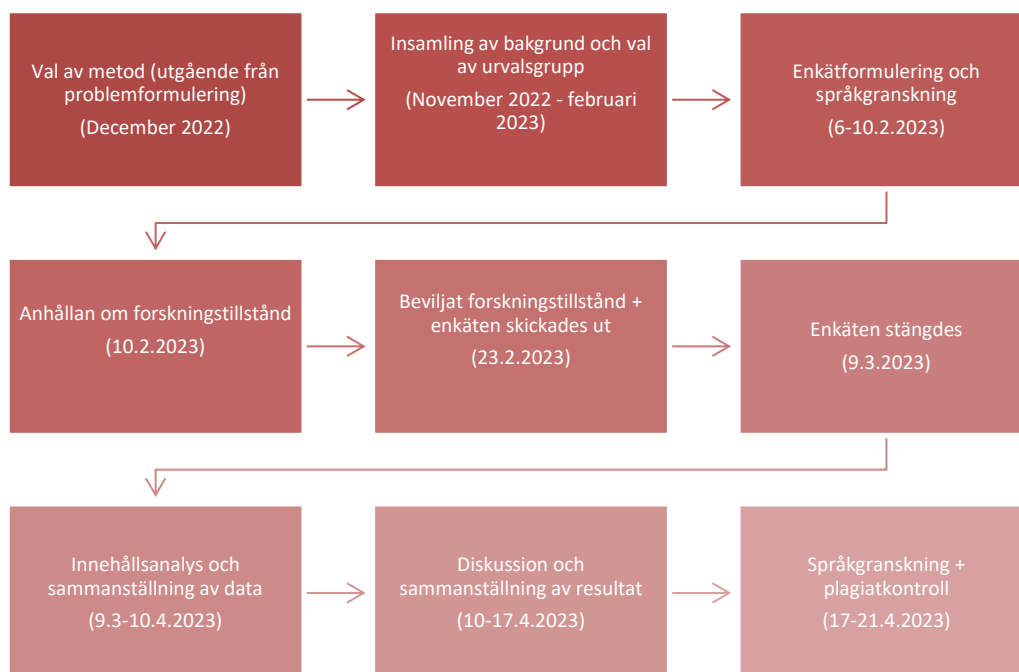 Val av metod (utgående från
problemformulering)
(December 2022)
Insamling av bakgrund och val
av urvalsgrupp
(November 2022 - februari
2023)
Enkätformulering och
språkgranskning
(6-10.2.2023)
Anhållan om forskningstillstånd
(10.2.2023)
Beviljat forskningstillstånd +
enkäten skickades ut
(23.2.2023)
Enkäten stängdes
(9.3.2023)
Innehållsanalys och
sammanställning av data
(9.3-10.4.2023)
Diskussion och
sammanställning av resultat
(10-17.4.2023)
Språkgranskning +
plagiatkontroll
(17-21.4.2023)